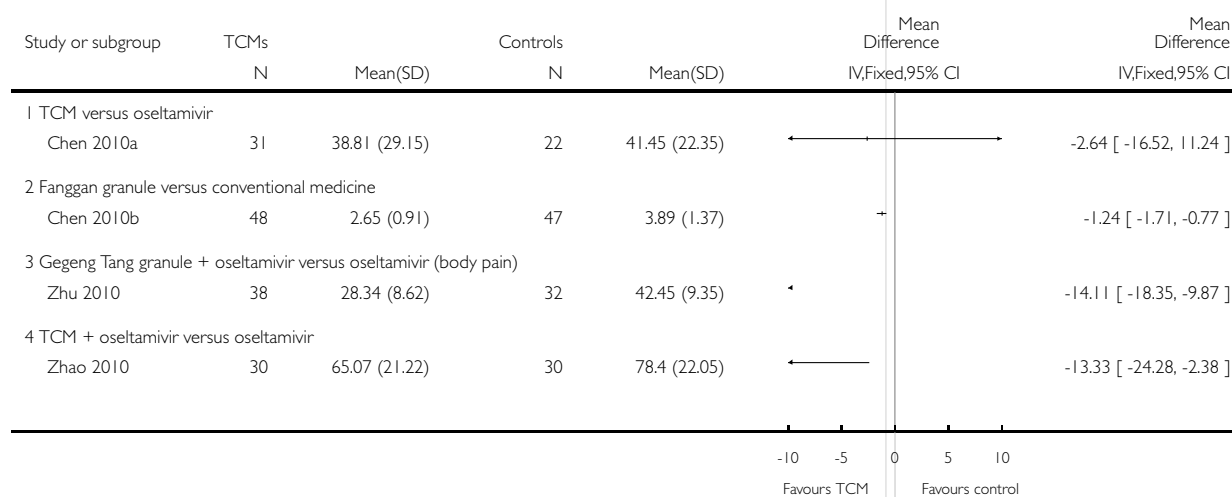 Study or subgroup TCMs Controls Mean Difference Mean Difference
N Mean(SD) N Mean(SD) IV,Fixed,95% CI IV,Fixed,95% CI
1 TCM versus oseltamivir
Chen 2010a 31 38.81 (29.15) 22 41.45 (22.35) -2.64 [ -16.52, 11.24 ]
2 Fanggan granule versus conventional medicine
Chen 2010b 48 2.65 (0.91) 47 3.89 (1.37) -1.24 [ -1.71, -0.77 ]
3 Gegeng Tang granule + oseltamivir versus oseltamivir (body pain)
Zhu 2010 38 28.34 (8.62) 32 42.45 (9.35) -14.11 [ -18.35, -9.87 ]
4 TCM + oseltamivir versus oseltamivir
Zhao 2010 30 65.07 (21.22) 30 78.4 (22.05) -13.33 [ -24.28, -2.38 ]
-10 -5 0 5 10
Favours TCM Favours control